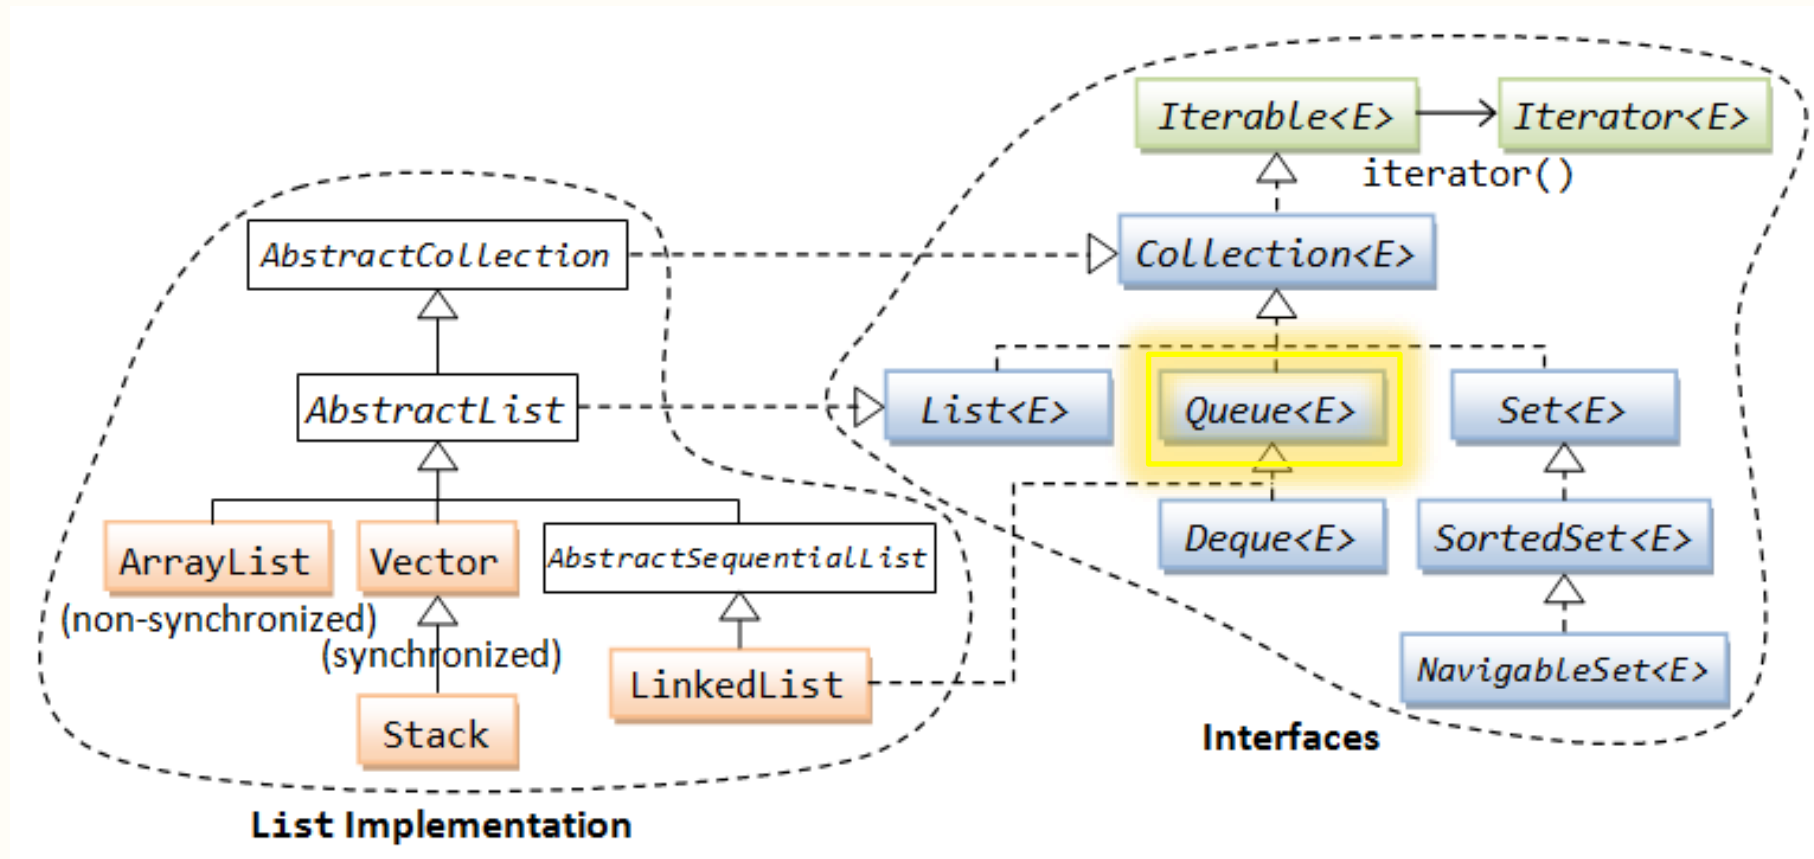 Iterable<E>
Iterator<E>
iterator()
AbstractCollection
Collection<E>
AbstractList
List<E>
Queue<E>
Set<E>
ArrayList
Vector
AbstractSequentialList
Deque<E>
SortedSet<E>
(non-synchronized)
(synchronized)
LinkedList
NavigableSet<E>
Stack
Interfaces
List Implementation